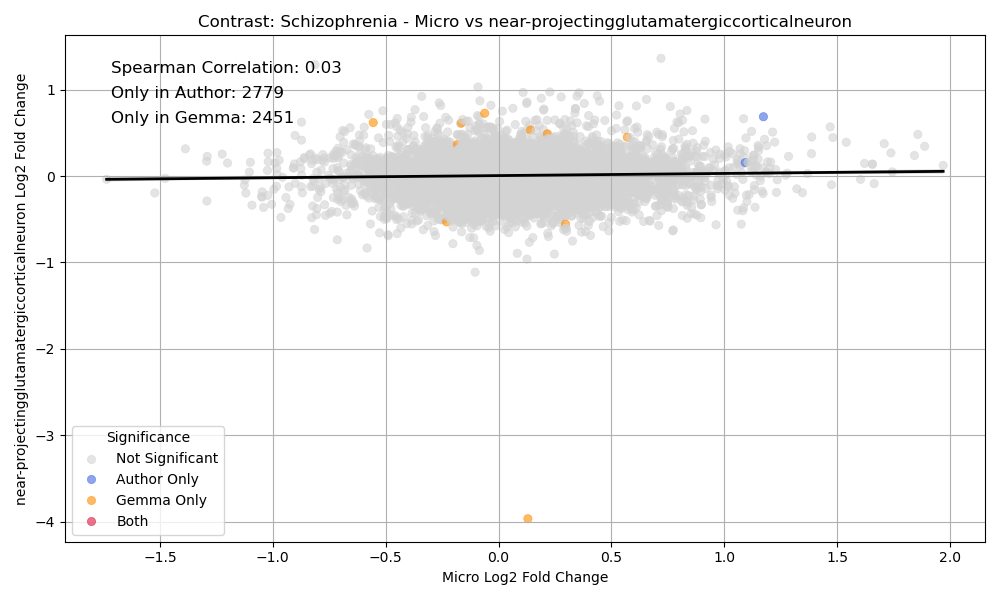 Contrast: Schizophrenia - Micro vs near-projectingglutamatergiccorticalneuron
Spearman Correlation: 0.03
Only in Author: 2779
Only in Gemma: 2451
near-projectingglutamatergiccorticalneuron Log2 Fold Change
1
0
−1
−2
−3
−4
Significance
Not Significant
Author Only
Gemma Only
Both
−1.5 −1.0 −0.5 0.0 0.5 1.0 1.5 2.0
Micro Log2 Fold Change